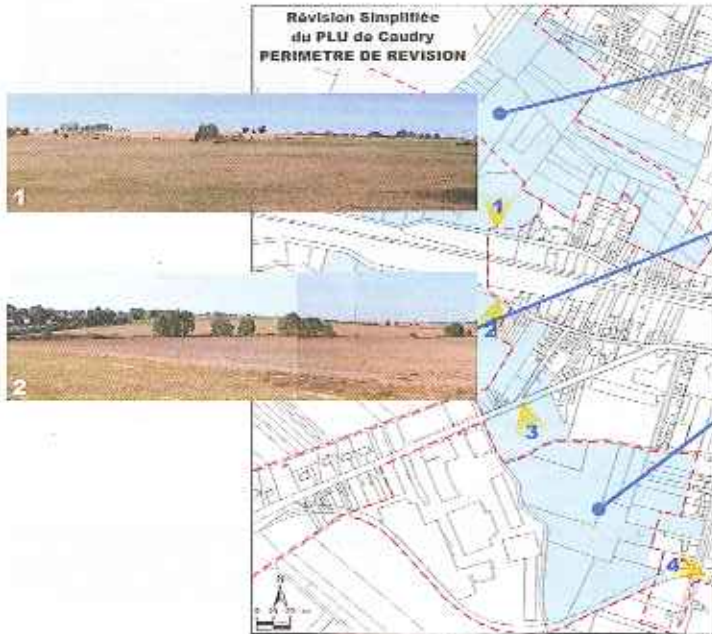 Révision Simplifiée
du PLU de Caudry
PERIMETRE DE REVISION
1
1
2
2
3
4
N